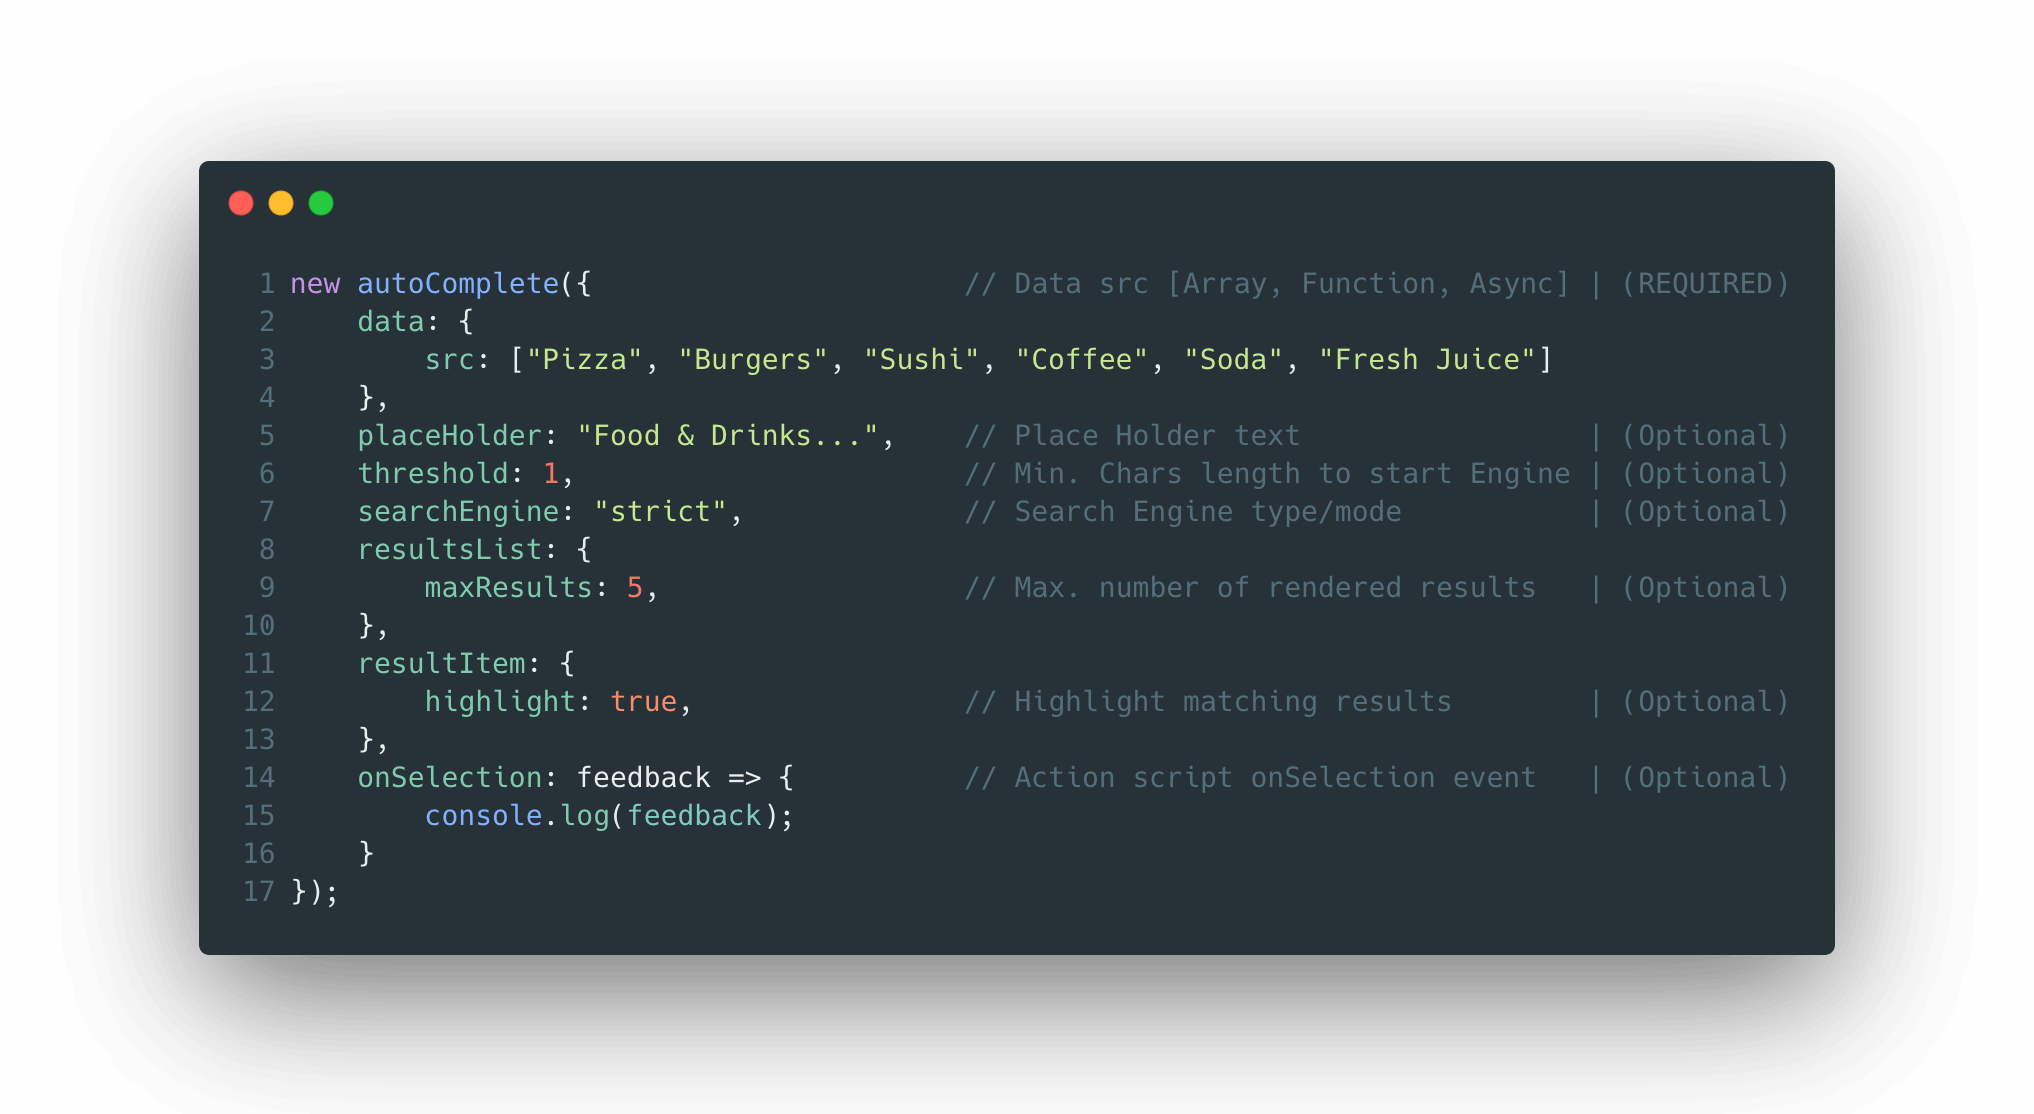 1 new autoComplete({                      // Data src [Array, Function, Async] | (REQUIRED)
2     data: {
3         src: ["Pizza", "Burgers", "Sushi", "Coffee", "Soda", "Fresh Juice"]
4     },
5     placeHolder: "Food & Drinks...",    // Place Holder text                 | (Optional)
6     threshold: 1,                       // Min. Chars length to start Engine | (Optional)
7     searchEngine: "strict",             // Search Engine type/mode           | (Optional)
8     resultsList: {
9         maxResults: 5,                  // Max. number of rendered results   | (Optional)
10     },
11     resultItem: {
12         highlight: true,                // Highlight matching results        | (Optional)
13     },
14     onSelection: feedback => {          // Action script onSelection event   | (Optional)
15         console.log(feedback);
16     }
17 });